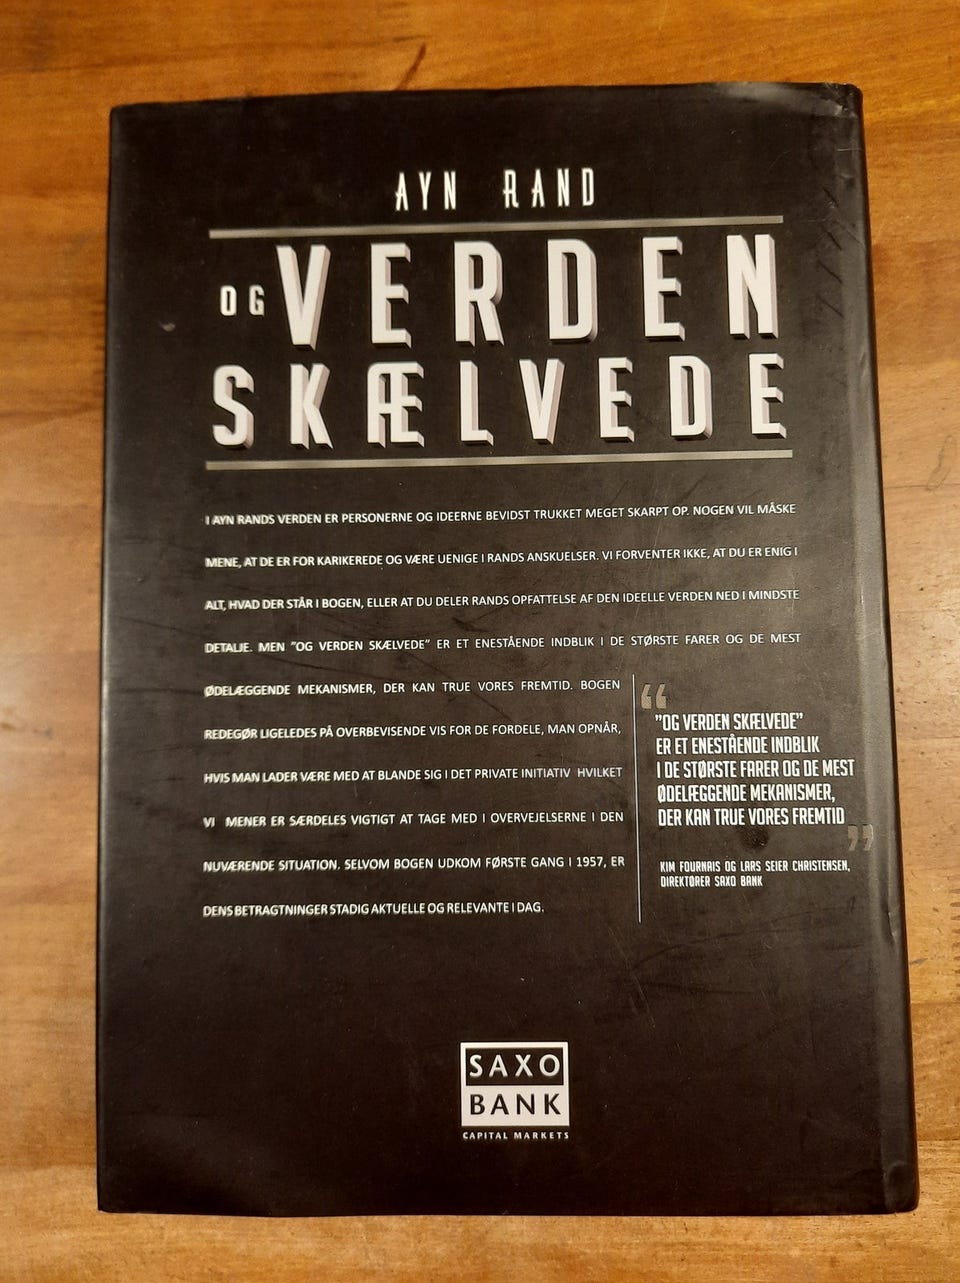 AYN RAND
OG VERDEN
SKÆLVEDE
I AYN RANDS VERDEN ER PERSONERNE OG IDEERNE BEVIDST TRUKKET MEGET SKARPT OP. NOGEN VIL MÅSKE
MENE, AT DE ER FOR KARIKEREDE OG VÆRE UENIGE I RANDS ANSKUELSER. VI FORVENTER IKKE, AT DU ER ENIG I
ALT, HVAD DER STÅR I BOGEN, ELLER AT DU DELER RANDS OPFATTELSE AF DEN IDEELLE VERDEN NED I MINDSTE
DETALJE. MEN "OG VERDEN SKÆLVEDE" ER ET ENESTÅENDE INDBLIK I DE STØRSTE FARER OG DE MEST
ØDELÆGGENDE MEKANISMER, DER KAN TRUE VORES FREMTID. BOGEN
REDEGØR LIGELEDES PÅ OVERBEVISENDE VIS FOR DE FORDELE, MAN OPNÅR,
HVIS MAN LADER VÆRE MED AT BLANDE SIG I DET PRIVATE INITIATIV HVILKET
VI MENER ER SÆRDELES VIGTIGT AT TAGE MED I OVERVEJELSERNE I DEN
NUVÆRENDE SITUATION. SELVOM BOGEN UDKOM FØRSTE GANG I 1957, ER
DENS BETRAGTNINGER STADIG AKTUELLE OG RELEVANTE I DAG.
“
"OG VERDEN SKÆLVEDE"
ER ET ENESTÅENDE INDBLIK
I DE STØRSTE FARER OG DE MEST
ØDELÆGGENDE MEKANISMER,
DER KAN TRUE VORES FREMTID
”
KIM FOURNAIS OG LARS SEIER CHRISTENSEN,
DIREKTØRER SAXO BANK
SAXO
BANK
CAPITAL MARKETS